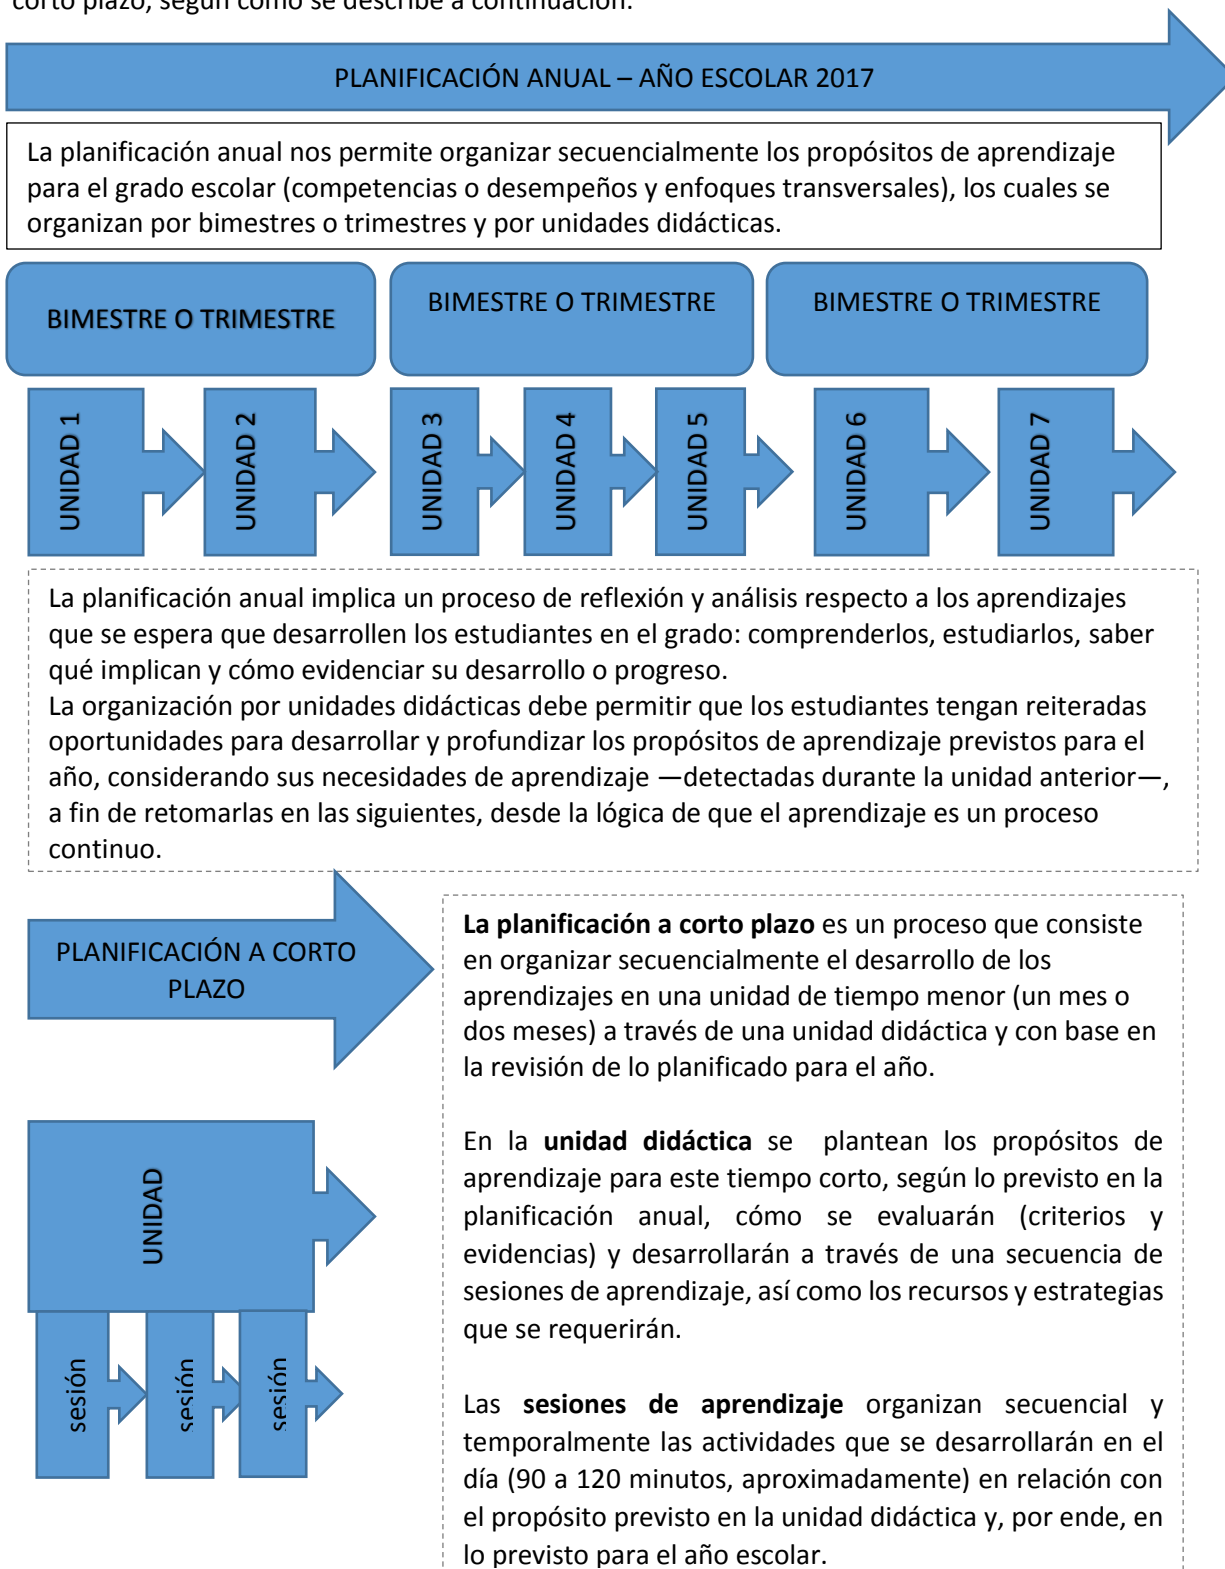 corto plazo, según como se describe a continuación:
PLANIFICACIÓN ANUAL – AÑO ESCOLAR 2017
La planificación anual nos permite organizar secuencialmente los propósitos de aprendizaje
para el grado escolar (competencias o desempeños y enfoques transversales), los cuales se
organizan por bimestres o trimestres y por unidades didácticas.
BIMESTRE O TRIMESTRE
BIMESTRE O TRIMESTRE
BIMESTRE O TRIMESTRE
UNIDAD 1
UNIDAD 2
UNIDAD 3
UNIDAD 4
UNIDAD 5
UNIDAD 6
UNIDAD 7
La planificación anual implica un proceso de reflexión y análisis respecto a los aprendizajes
que se espera que desarrollen los estudiantes en el grado: comprenderlos, estudiarlos, saber
qué implican y cómo evidenciar su desarrollo o progreso.
La organización por unidades didácticas debe permitir que los estudiantes tengan reiteradas
oportunidades para desarrollar y profundizar los propósitos de aprendizaje previstos para el
año, considerando sus necesidades de aprendizaje —detectadas durante la unidad anterior—,
a fin de retomarlas en las siguientes, desde la lógica de que el aprendizaje es un proceso
continuo.
PLANIFICACIÓN A CORTO
PLAZO
La planificación a corto plazo es un proceso que consiste
en organizar secuencialmente el desarrollo de los
aprendizajes en una unidad de tiempo menor (un mes o
dos meses) a través de una unidad didáctica y con base en
la revisión de lo planificado para el año.
En la unidad didáctica se plantean los propósitos de
aprendizaje para este tiempo corto, según lo previsto en la
planificación anual, cómo se evaluarán (criterios y
evidencias) y desarrollarán a través de una secuencia de
sesiones de aprendizaje, así como los recursos y estrategias
que se requerirán.
Las sesiones de aprendizaje organizan secuencial y
temporalmente las actividades que se desarrollarán en el
día (90 a 120 minutos, aproximadamente) en relación con
el propósito previsto en la unidad didáctica y, por ende, en
lo previsto para el año escolar.
UNIDAD
sesión
sesión
sesión